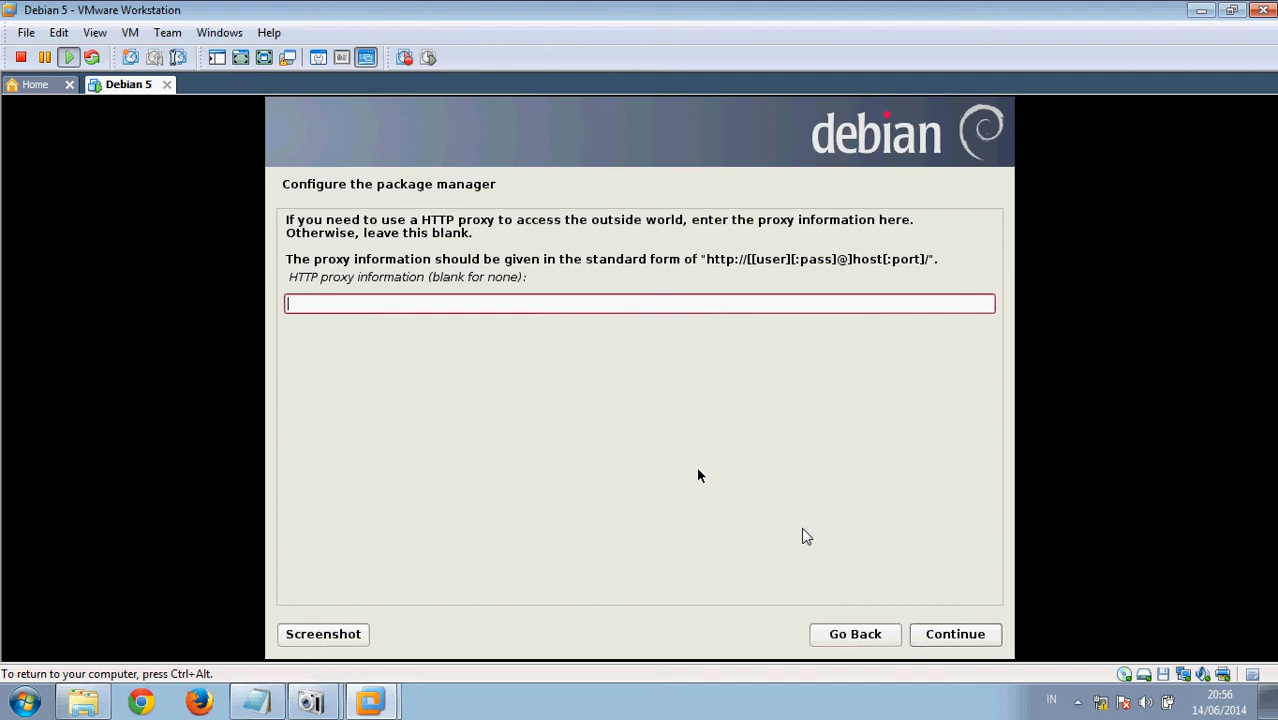 Debian 5 - VMware Workstation
File Edit View VM Team Windows Help
Home Debian 5
debian
Configure the package manager
If you need to use a HTTP proxy to access the outside world, enter the proxy information here.
Otherwise, leave this blank.
The proxy information should be given in the standard form of "http://[[user][:pass]@]host[:port]/".
HTTP proxy information (blank for none):
Screenshot Go Back Continue
To return to your computer, press Ctrl+Alt.
IN 20:56
14/06/2014